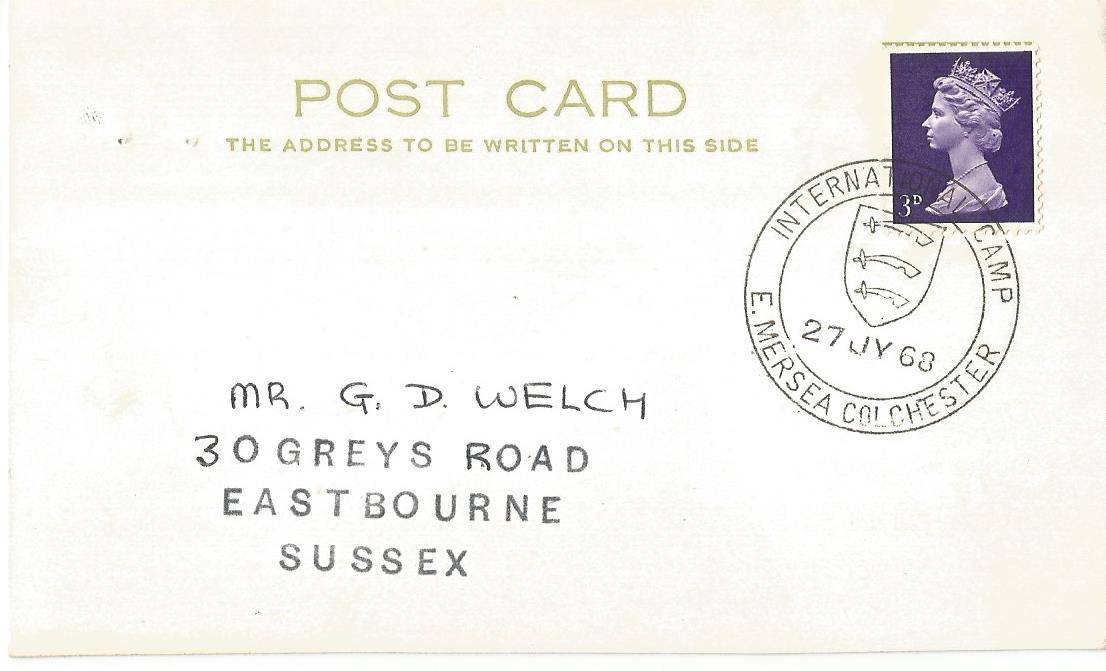 POST CARD
THE ADDRESS TO BE WRITTEN ON THIS SIDE
3D
INTERNATIONAL CAMP
27 JY 68
E. MERSEA COLCHESTER
MR. G. D. WELCH
30 GREYS ROAD
EASTBOURNE
SUSSEX